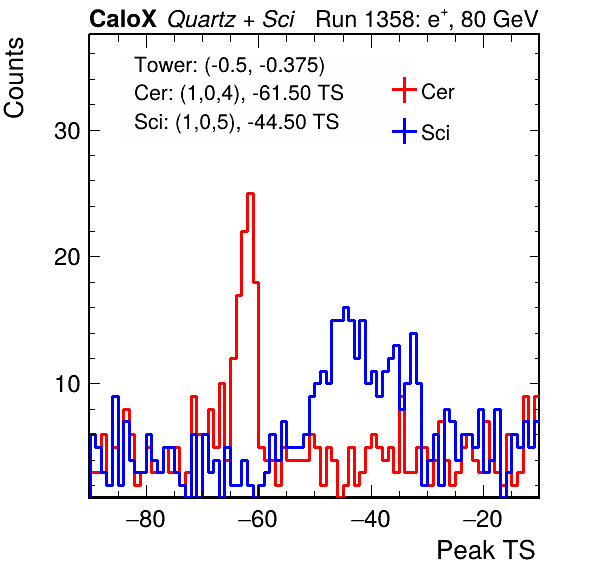 CaloX Quartz + Sci Run 1358: e⁺, 80 GeV
Counts
Tower: (-0.5, -0.375)
Cer: (1,0,4), -61.50 TS
Sci: (1,0,5), -44.50 TS
Cer
Sci
30
20
10
−80 −60 −40 −20
Peak TS